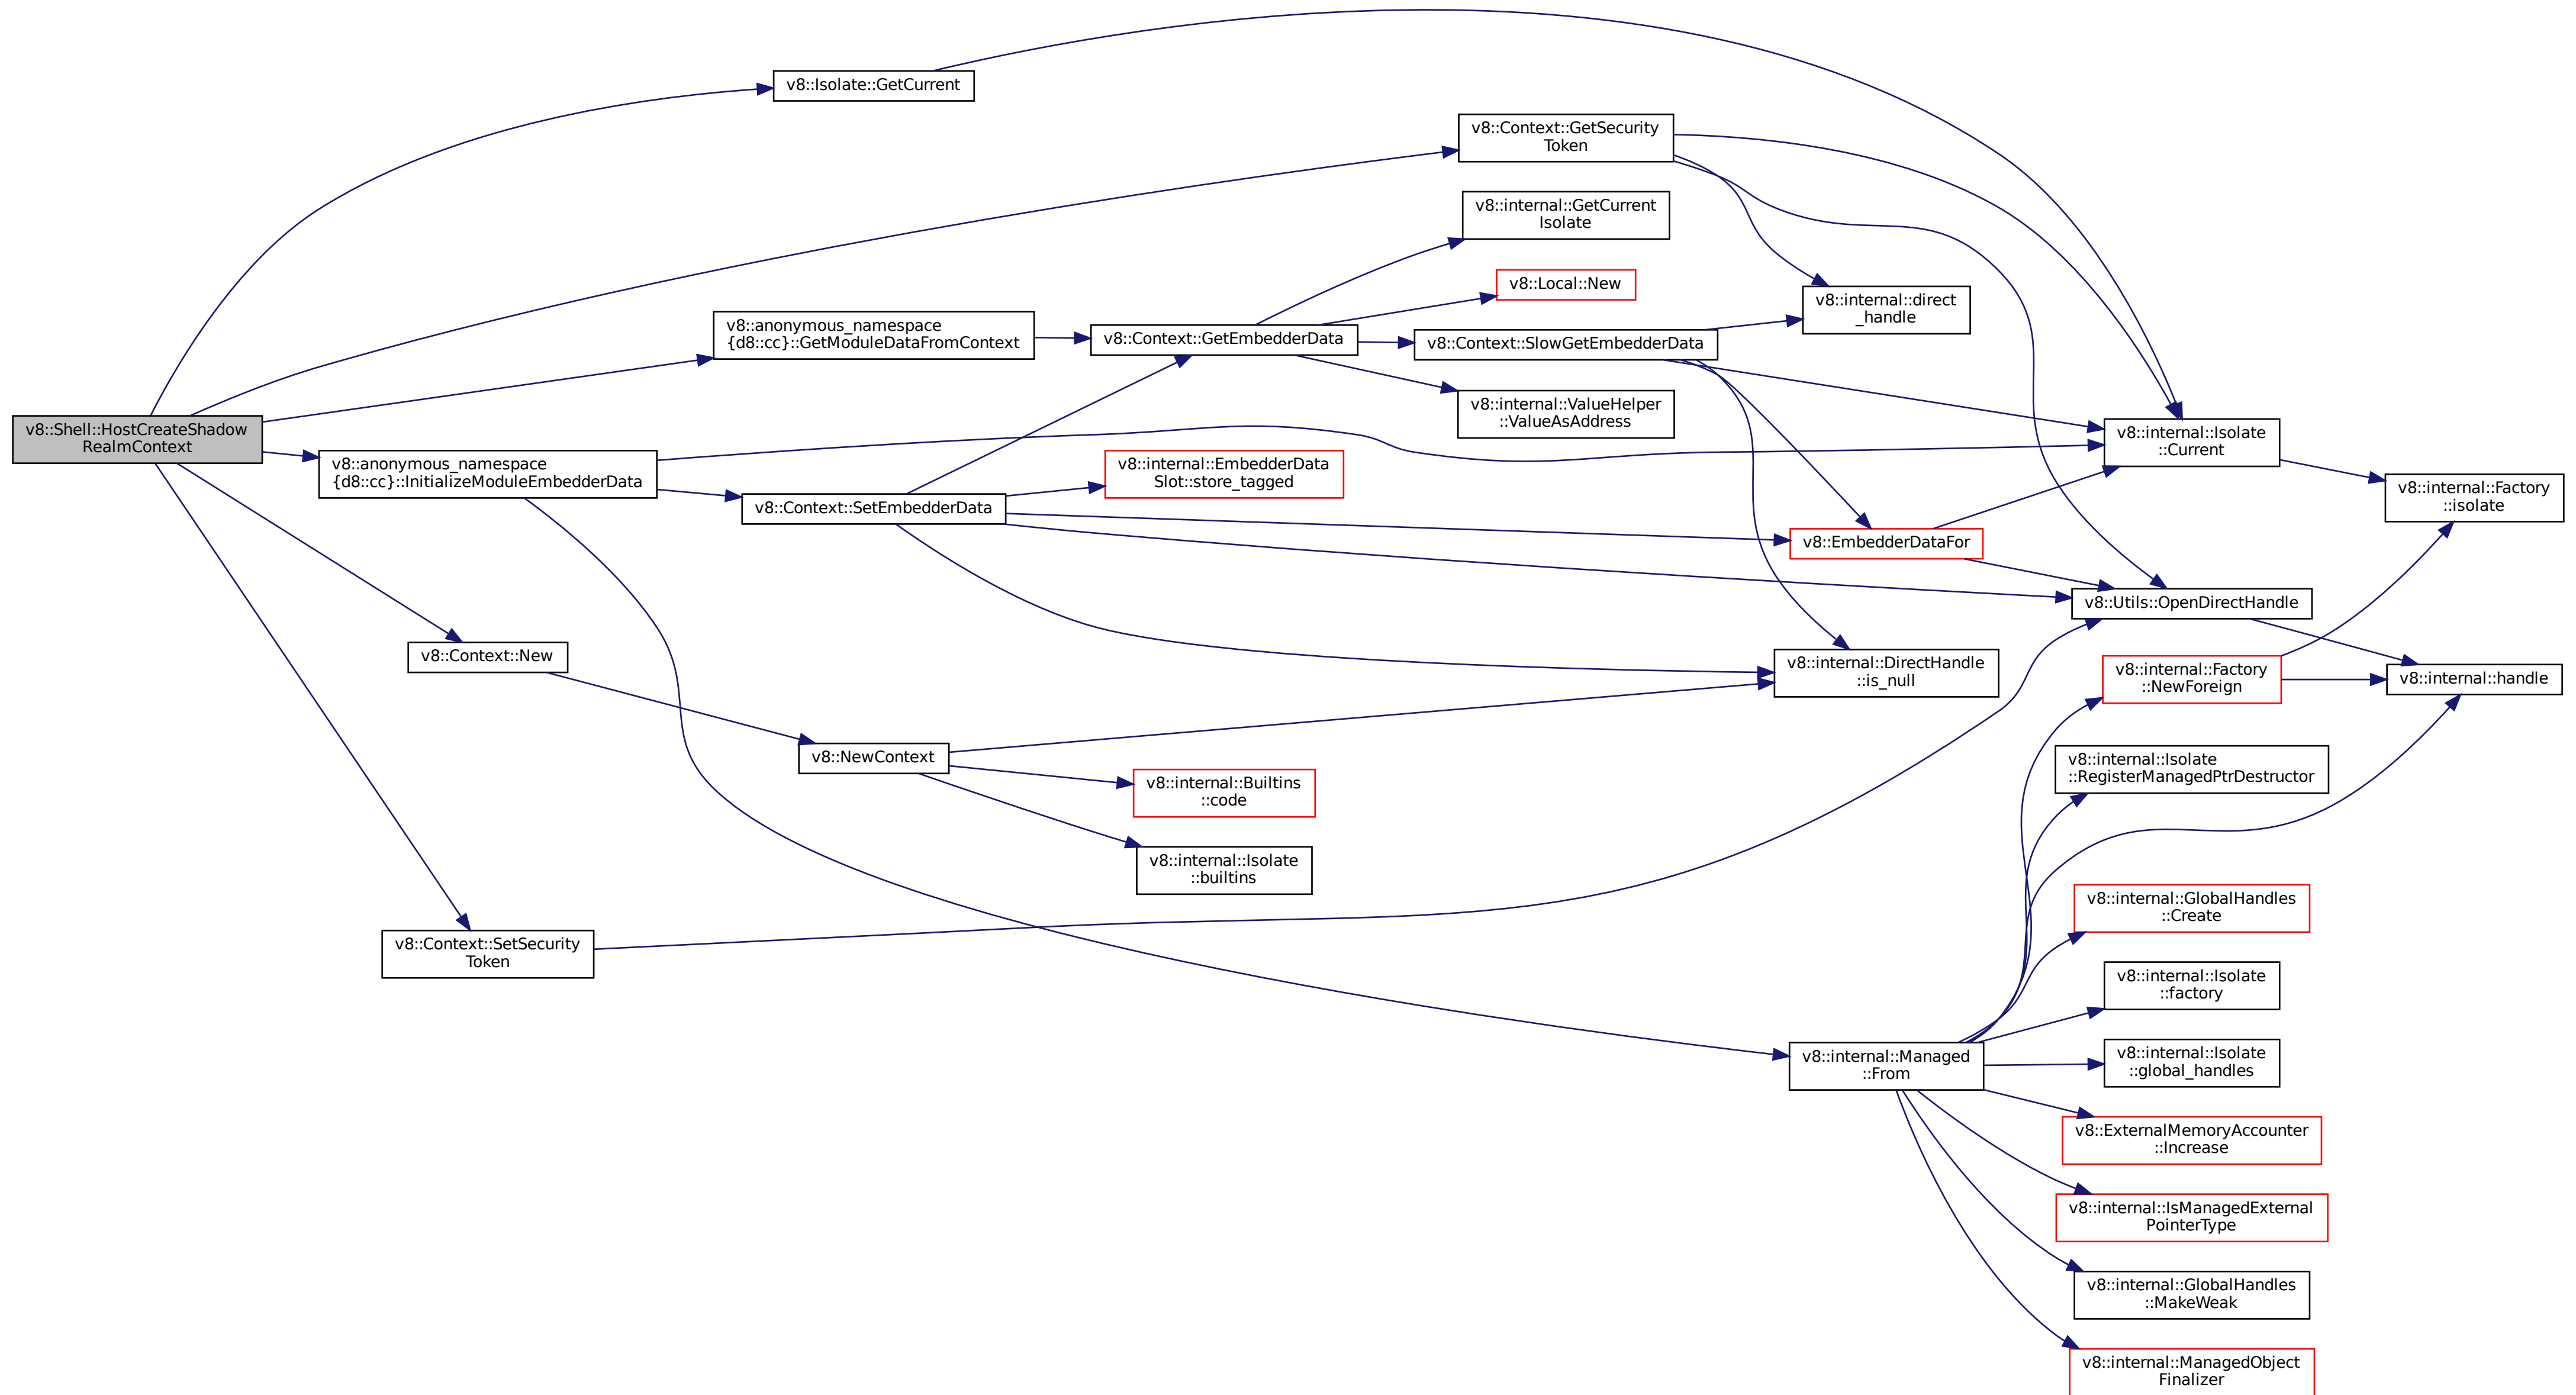 v8::Isolate::GetCurrent
v8::Context::GetSecurity
Token
v8::internal::GetCurrent
Isolate
v8::Local::New
v8::internal::direct
_handle
v8::anonymous_namespace
{d8::cc}::GetModuleDataFromContext
v8::Context::GetEmbedderData
v8::Context::SlowGetEmbedderData
v8::internal::ValueHelper
::ValueAsAddress
v8::Shell::HostCreateShadow
RealmContext
v8::internal::Isolate
::Current
v8::anonymous_namespace
{d8::cc}::InitializeModuleEmbedderData
v8::internal::EmbedderData
Slot::store_tagged
v8::internal::Factory
::isolate
v8::Context::SetEmbedderData
v8::EmbedderDataFor
v8::Utils::OpenDirectHandle
v8::Context::New
v8::internal::DirectHandle
::is_null
v8::internal::Factory
::NewForeign
v8::internal::handle
v8::NewContext
v8::internal::Isolate
::RegisterManagedPtrDestructor
v8::internal::Builtins
::code
v8::internal::Isolate
::builtins
v8::internal::GlobalHandles
::Create
v8::Context::SetSecurity
Token
v8::internal::Isolate
::factory
v8::internal::Managed
::From
v8::internal::Isolate
::global_handles
v8::ExternalMemoryAccounter
::Increase
v8::internal::IsManagedExternal
PointerType
v8::internal::GlobalHandles
::MakeWeak
v8::internal::ManagedObject
Finalizer